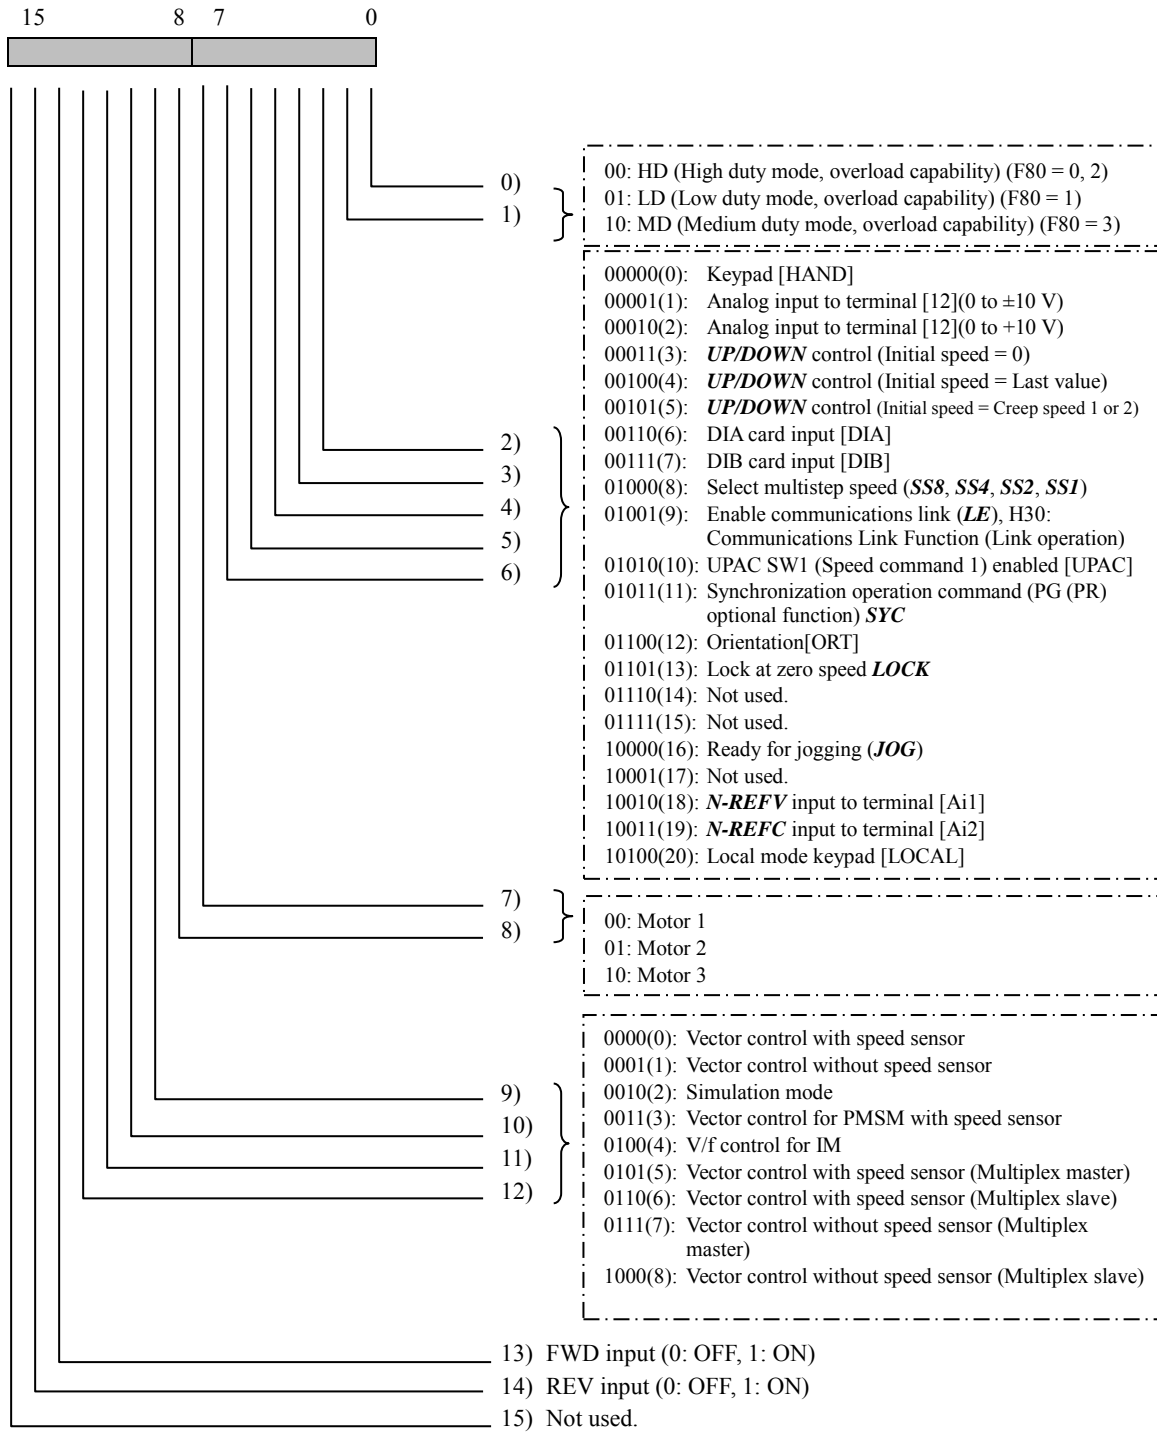 15 8 7 0
0)
1)
00: HD (High duty mode, overload capability) (F80 = 0, 2)
01: LD (Low duty mode, overload capability) (F80 = 1)
10: MD (Medium duty mode, overload capability) (F80 = 3)
2)
3)
4)
5)
6)
00000(0): Keypad [HAND]
00001(1): Analog input to terminal [12](0 to ±10 V)
00010(2): Analog input to terminal [12](0 to +10 V)
00011(3): UP/DOWN control (Initial speed = 0)
00100(4): UP/DOWN control (Initial speed = Last value)
00101(5): UP/DOWN control (Initial speed = Creep speed 1 or 2)
00110(6): DIA card input [DIA]
00111(7): DIB card input [DIB]
01000(8): Select multistep speed (SS8, SS4, SS2, SS1)
01001(9): Enable communications link (LE), H30:
Communications Link Function (Link operation)
01010(10): UPAC SW1 (Speed command 1) enabled [UPAC]
01011(11): Synchronization operation command (PG (PR)
optional function) SYC
01100(12): Orientation[ORT]
01101(13): Lock at zero speed LOCK
01110(14): Not used.
01111(15): Not used.
10000(16): Ready for jogging (JOG)
10001(17): Not used.
10010(18): N-REFV input to terminal [Ai1]
10011(19): N-REFC input to terminal [Ai2]
10100(20): Local mode keypad [LOCAL]
7)
8)
00: Motor 1
01: Motor 2
10: Motor 3
9)
10)
11)
12)
0000(0): Vector control with speed sensor
0001(1): Vector control without speed sensor
0010(2): Simulation mode
0011(3): Vector control for PMSM with speed sensor
0100(4): V/f control for IM
0101(5): Vector control with speed sensor (Multiplex master)
0110(6): Vector control with speed sensor (Multiplex slave)
0111(7): Vector control without speed sensor (Multiplex
master)
1000(8): Vector control without speed sensor (Multiplex slave)
13) FWD input (0: OFF, 1: ON)
14) REV input (0: OFF, 1: ON)
15) Not used.